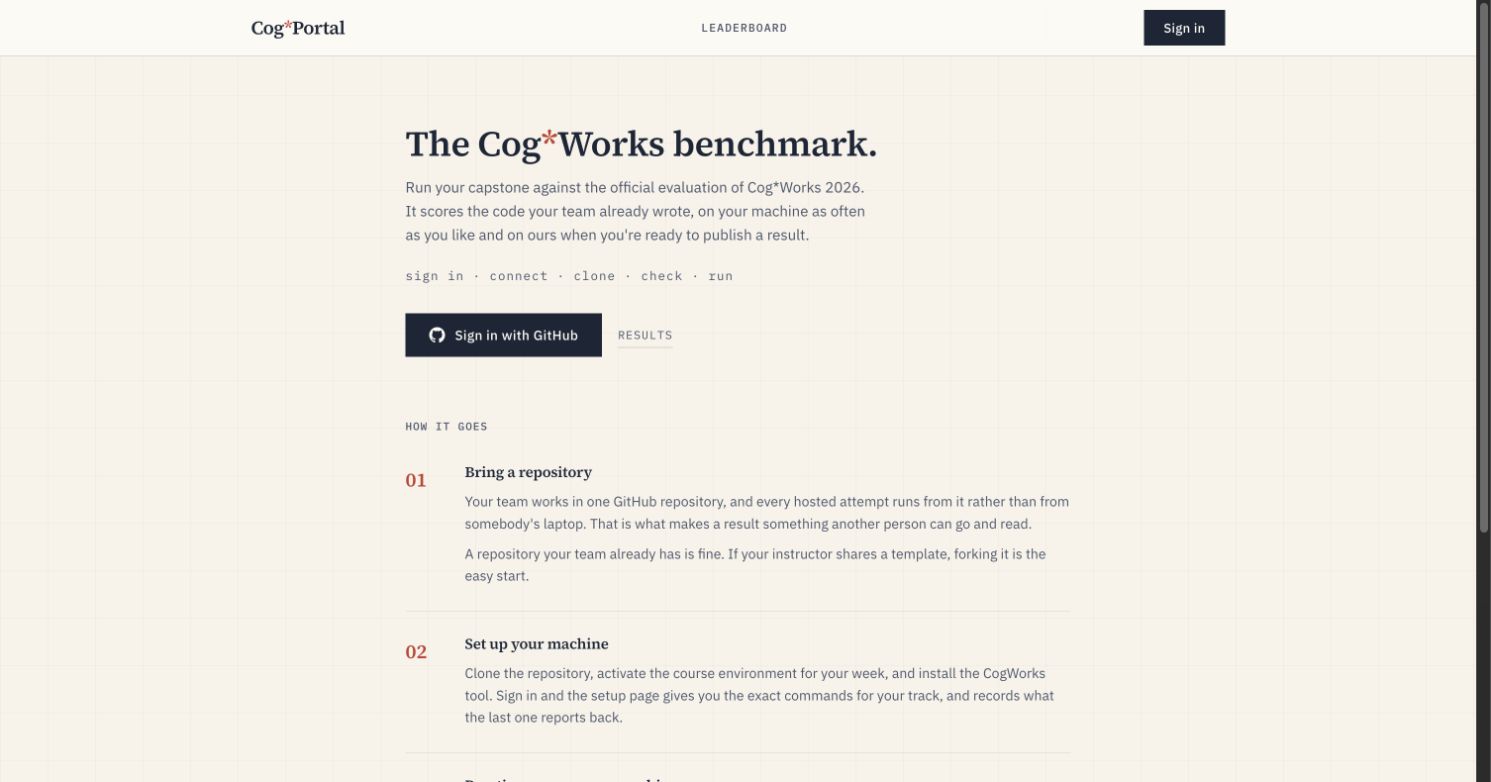 Cog*Portal
LEADERBOARD
Sign in
The Cog*Works benchmark.
Run your capstone against the official evaluation of Cog*Works 2026.
It scores the code your team already wrote, on your machine as often
as you like and on ours when you're ready to publish a result.
sign in · connect · clone · check · run
Sign in with GitHub
RESULTS
HOW IT GOES
01
Bring a repository
Your team works in one GitHub repository, and every hosted attempt runs from it rather than from
somebody's laptop. That is what makes a result something another person can go and read.
A repository your team already has is fine. If your instructor shares a template, forking it is the
easy start.
02
Set up your machine
Clone the repository, activate the course environment for your week, and install the CogWorks
tool. Sign in and the setup page gives you the exact commands for your track, and records what
the last one reports back.